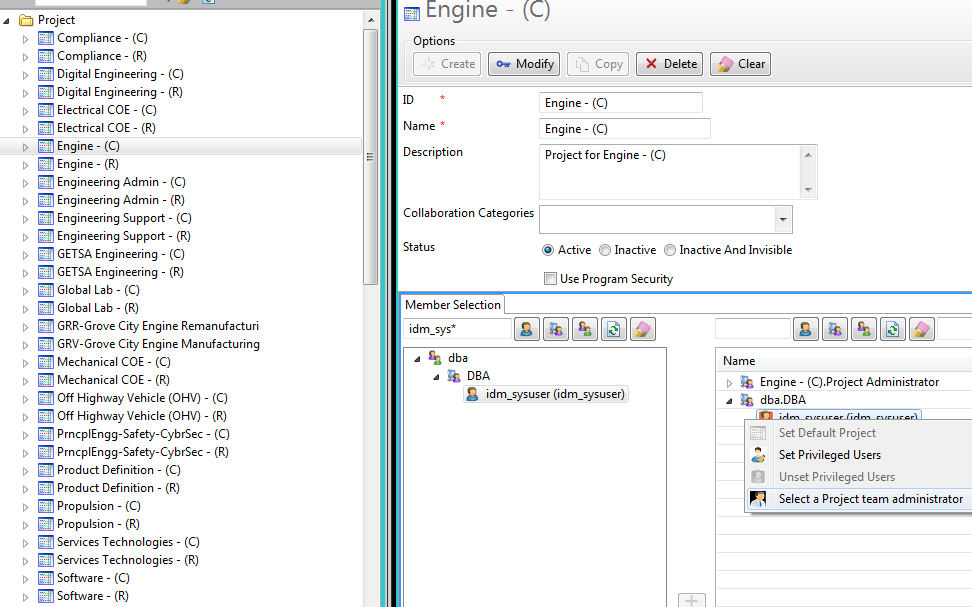 Project
Compliance - (C)
Compliance - (R)
Digital Engineering - (C)
Digital Engineering - (R)
Electrical COE - (C)
Electrical COE - (R)
Engine - (C)
Engine - (R)
Engineering Admin - (C)
Engineering Admin - (R)
Engineering Support - (C)
Engineering Support - (R)
GETSA Engineering - (C)
GETSA Engineering - (R)
Global Lab - (C)
Global Lab - (R)
GRR-Grove City Engine Remanufacturi
GRV-Grove City Engine Manufacturing
Mechanical COE - (C)
Mechanical COE - (R)
Off Highway Vehicle (OHV) - (C)
Off Highway Vehicle (OHV) - (R)
PrncplEngg-Safety-CybrSec - (C)
PrncplEngg-Safety-CybrSec - (R)
Product Definition - (C)
Product Definition - (R)
Propulsion - (C)
Propulsion - (R)
Services Technologies - (C)
Services Technologies - (R)
Software - (C)
Software - (R)
Engine - (C)
Options
Create Modify Copy Delete Clear
ID * Engine - (C)
Name * Engine - (C)
Description Project for Engine - (C)
Collaboration Categories
Status Active Inactive Inactive And Invisible
Use Program Security
Member Selection
idm_sys*
dba
DBA
idm_sysuser (idm_sysuser)
Name
Engine - (C).Project Administrator
dba.DBA
idm_sysuser (idm_sysuser)
Set Default Project
Set Privileged Users
Unset Privileged Users
Select a Project team administrator